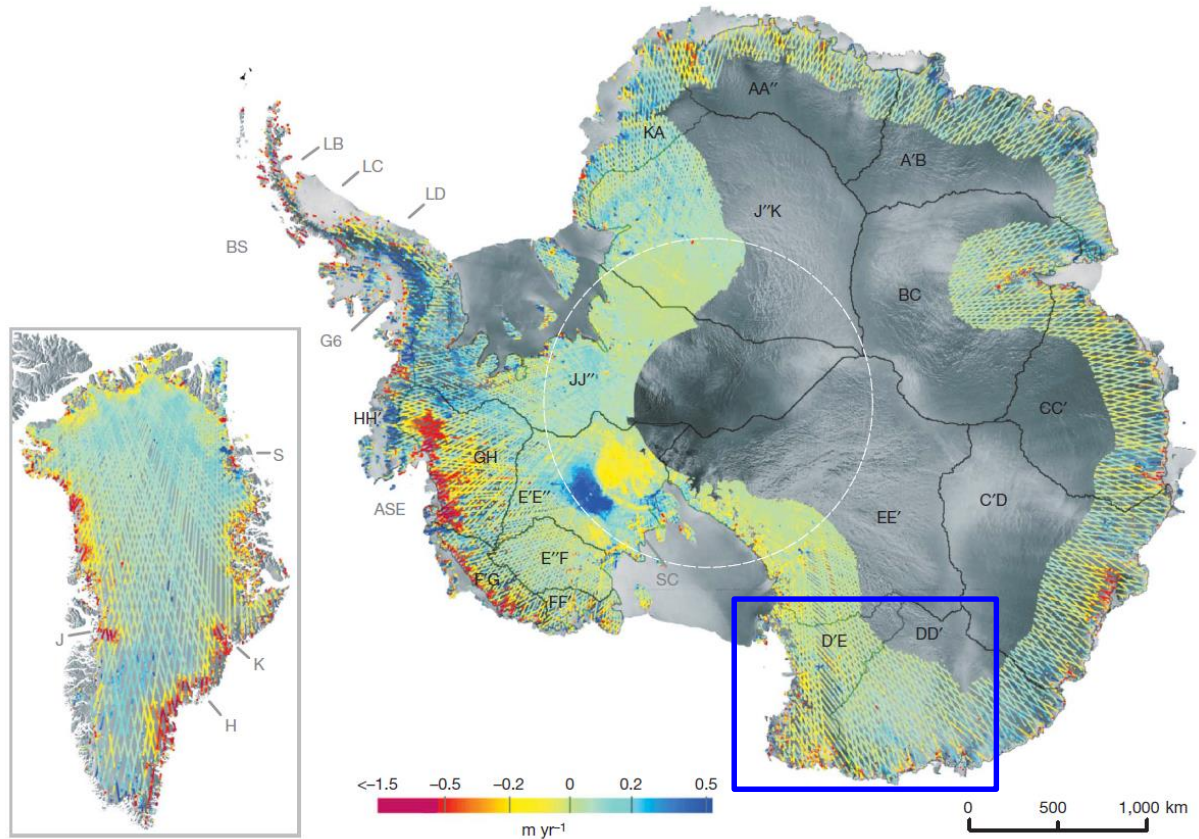 AA″
LB
KA
LC
A′B
LD
J″K
BS
BC
G6
JJ″
HH′
CC′
S
GH
E′E″
C′D
ASE
EE′
E″F
SC
F′G
FF′
J
D′E
DD′
K
H
<–1.5 –0.5 –0.2 0 0.2 0.5
m yr–1
0 500 1,000 km